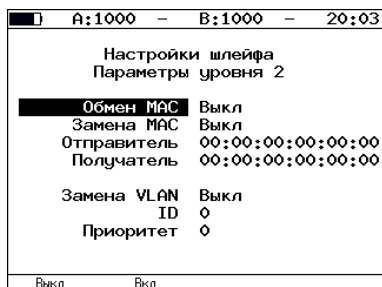 A:1000 – B:1000 – 20:03
Настройки шлейфа
Параметры уровня 2
Обмен MAC Выкл
Замена MAC Выкл
Отправитель 00:00:00:00:00:00
Получатель 00:00:00:00:00:00
Замена VLAN Выкл
ID 0
Приоритет 0
Выкл Вкл